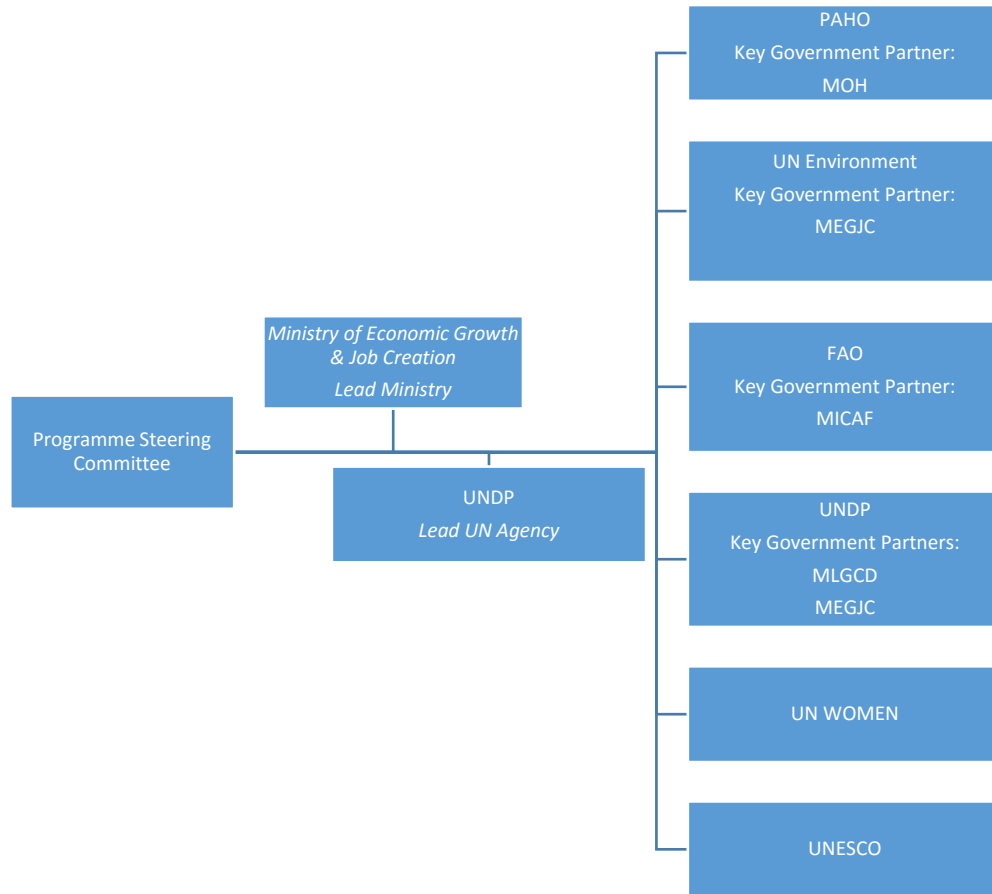 Programme Steering
Committee
Ministry of Economic Growth
& Job Creation
Lead Ministry
UNDP
Lead UN Agency
PAHO
Key Government Partner:
MOH
UN Environment
Key Government Partner:
MEGJC
FAO
Key Government Partner:
MICAF
UNDP
Key Government Partners:
MLGCD
MEGJC
UN WOMEN
UNESCO